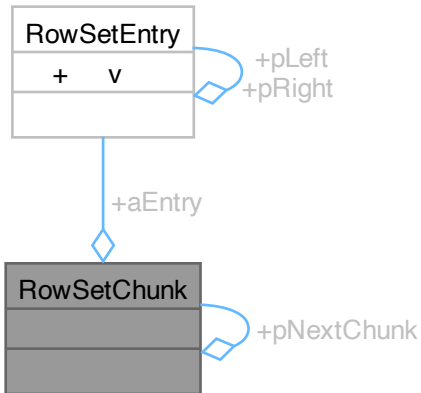 RowSetEntry
+ v
+pLeft
+pRight
+aEntry
RowSetChunk
+pNextChunk